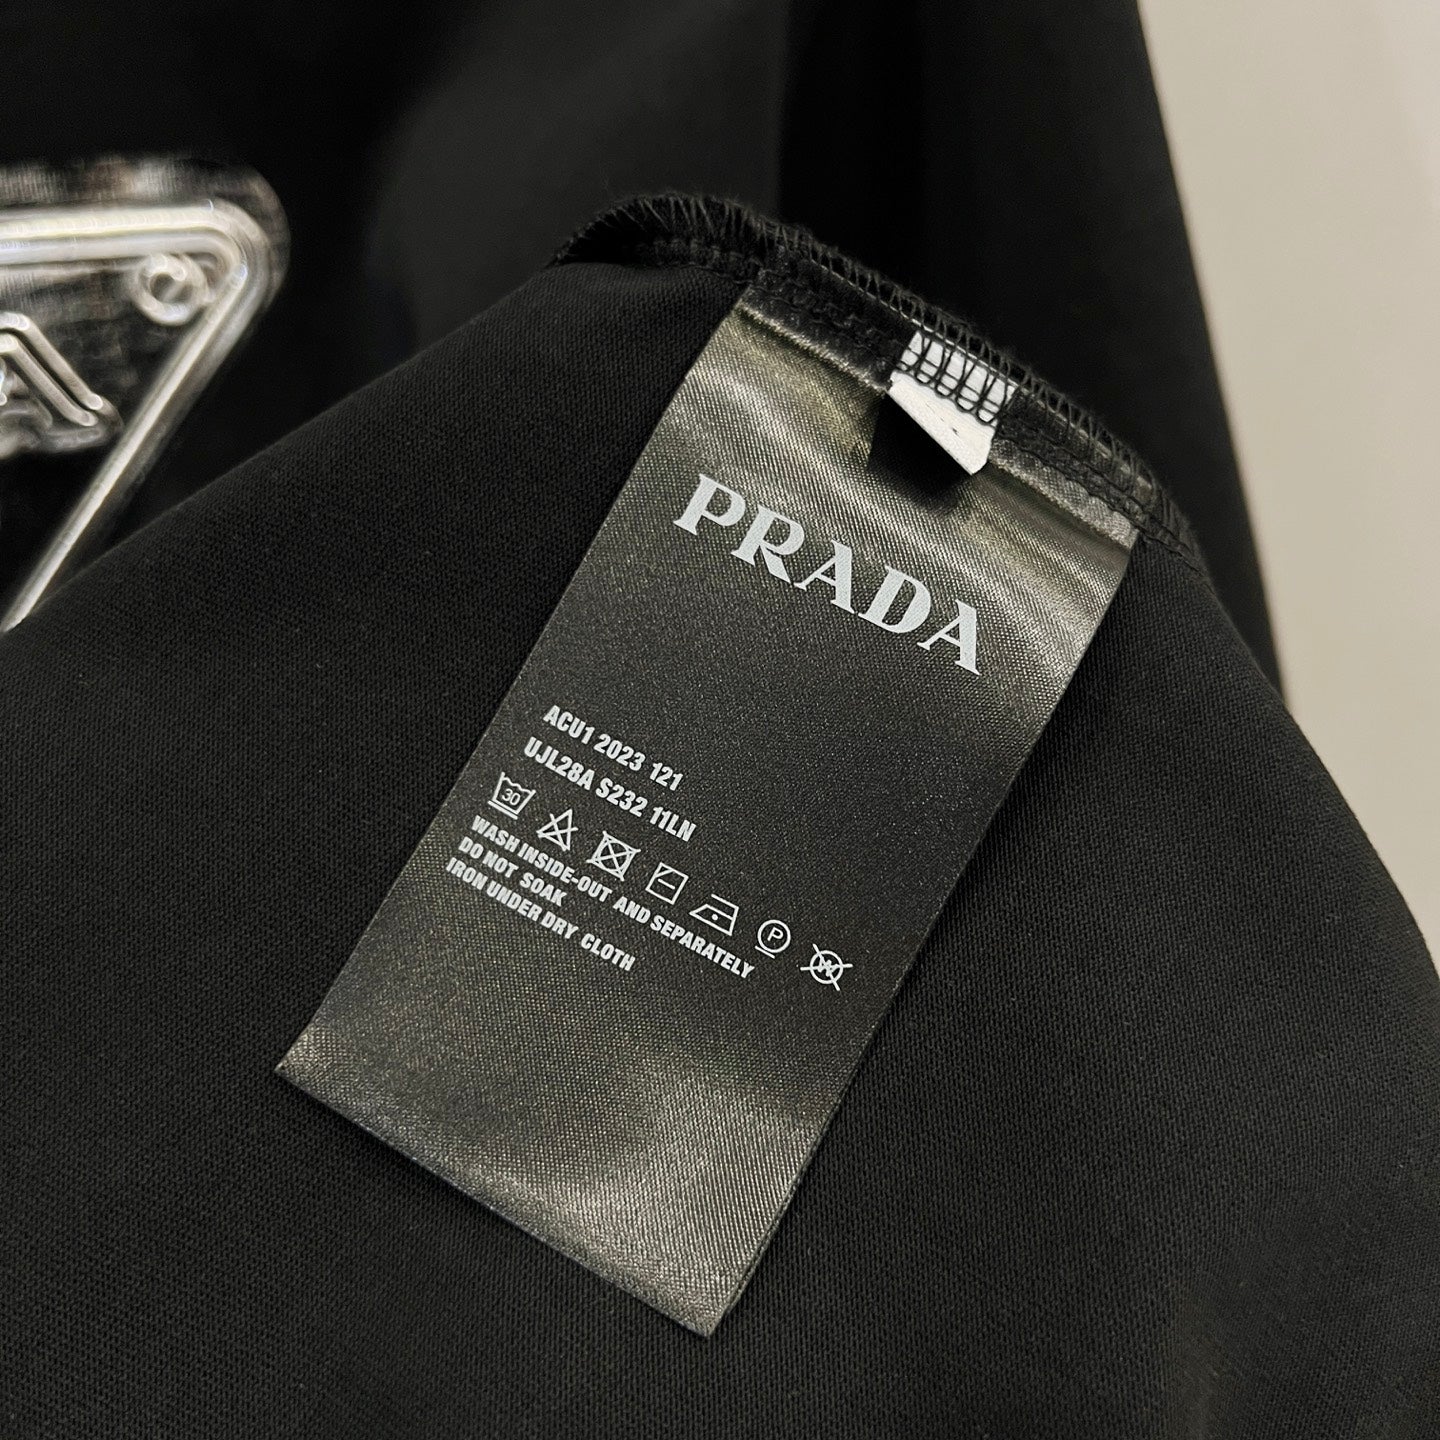 PRADA
ACU1 2023 121
UJL28A S232 11LN
30
P
W
WASH INSIDE-OUT AND SEPARATELY
DO NOT SOAK
IRON UNDER DRY CLOTH
A